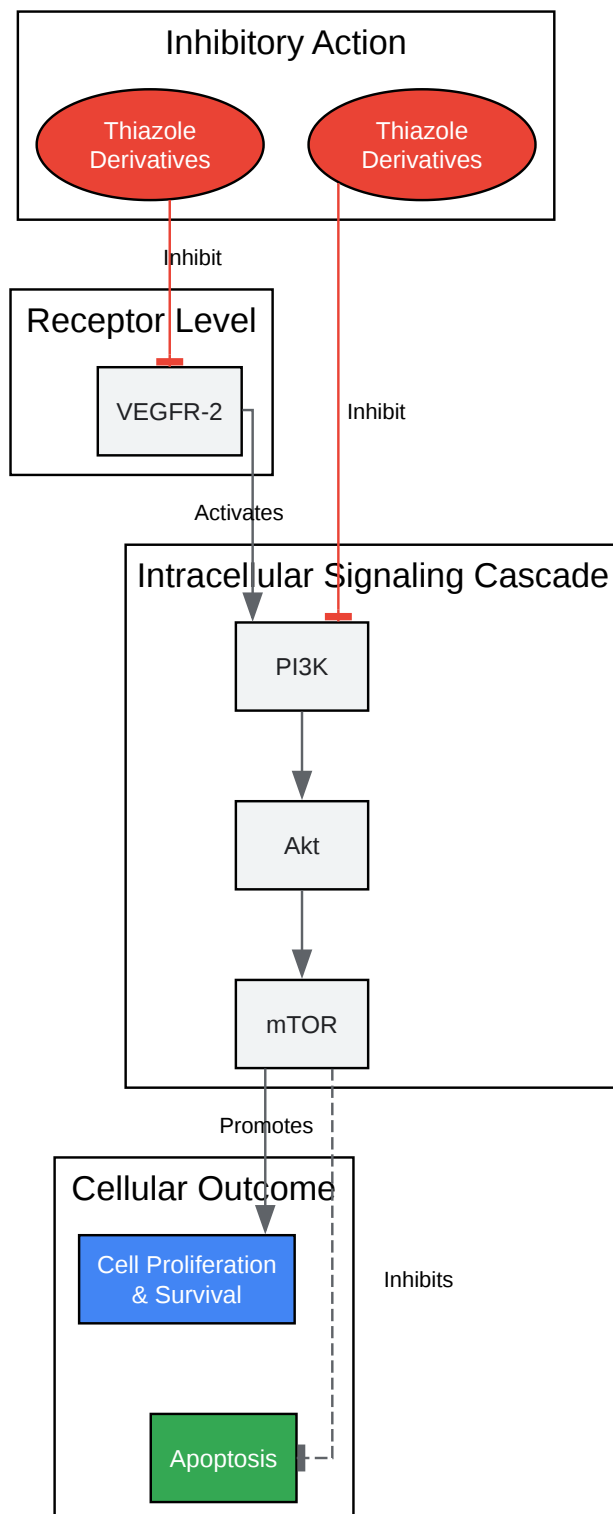 Inhibitory Action
Thiazole
Derivatives
Thiazole
Derivatives
Inhibit
Receptor Level
VEGFR-2
Inhibit
Activates
Intracellular Signaling Cascade
PI3K
Akt
mTOR
Promotes
Cellular Outcome
Cell Proliferation
& Survival
Inhibits
Apoptosis